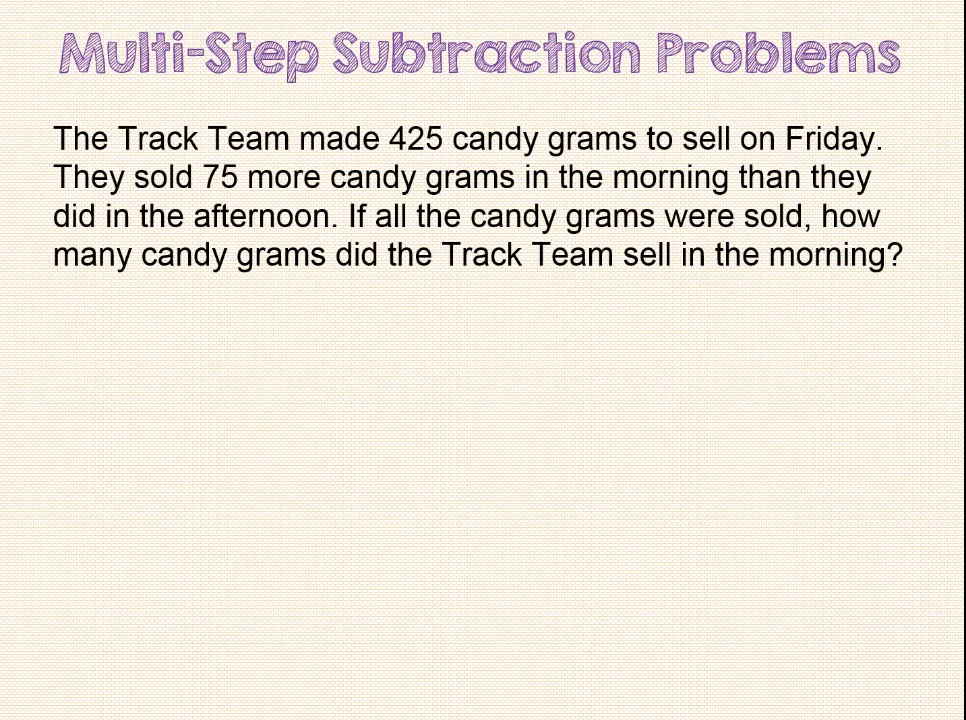 Multi-Step Subtraction Problems
The Track Team made 425 candy grams to sell on Friday.
They sold 75 more candy grams in the morning than they
did in the afternoon. If all the candy grams were sold, how
many candy grams did the Track Team sell in the morning?